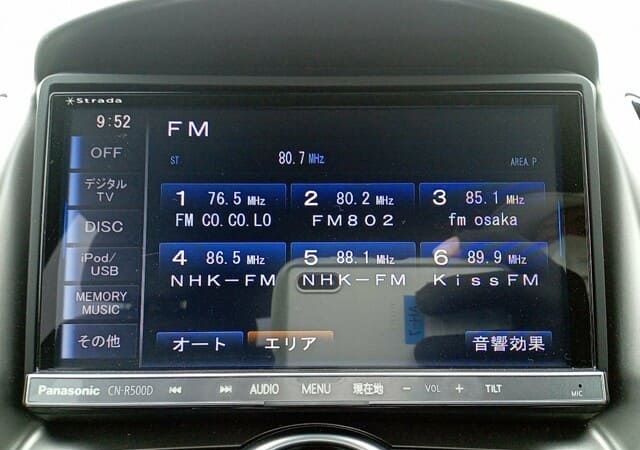 Strada
9:52
OFF
デジタル
TV
DISC
iPod/
USB
MEMORY
MUSIC
その他
FM
ST 80.7 MHz AREA.P
1 76.5 MHz
FM CO.CO.LO
2 80.2 MHz
FM802
3 85.1 MHz
fm osaka
4 86.5 MHz
NHK-FM
5 88.1 MHz
NHK-FM
6 89.9 MHz
KissFM
オート エリア 音響効果
Panasonic CN-R500D AUDIO MENU 現在地 - VOL + TILT MIC